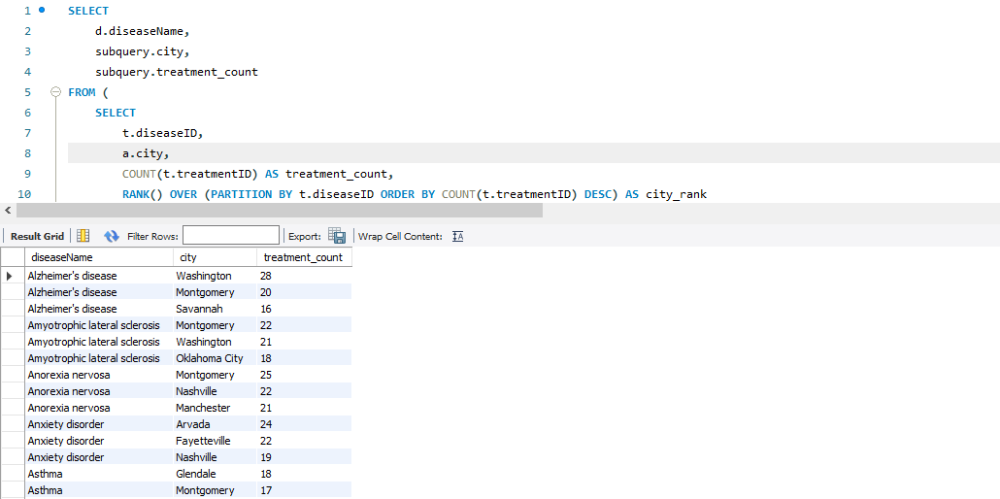 1 SELECT
2 d.diseaseName,
3 subquery.city,
4 subquery.treatment_count
5 FROM (
6 SELECT
7 t.diseaseID,
8 a.city,
9 COUNT(t.treatmentID) AS treatment_count,
10 RANK() OVER (PARTITION BY t.diseaseID ORDER BY COUNT(t.treatmentID) DESC) AS city_rank
Result Grid Filter Rows: Export: Wrap Cell Content: IA
diseaseName city treatment_count
Alzheimer's disease Washington 28
Alzheimer's disease Montgomery 20
Alzheimer's disease Savannah 16
Amyotrophic lateral sclerosis Montgomery 22
Amyotrophic lateral sclerosis Washington 21
Amyotrophic lateral sclerosis Oklahoma City 18
Anorexia nervosa Montgomery 25
Anorexia nervosa Nashville 22
Anorexia nervosa Manchester 21
Anxiety disorder Arvada 24
Anxiety disorder Fayetteville 22
Anxiety disorder Nashville 19
Asthma Glendale 18
Asthma Montgomery 17